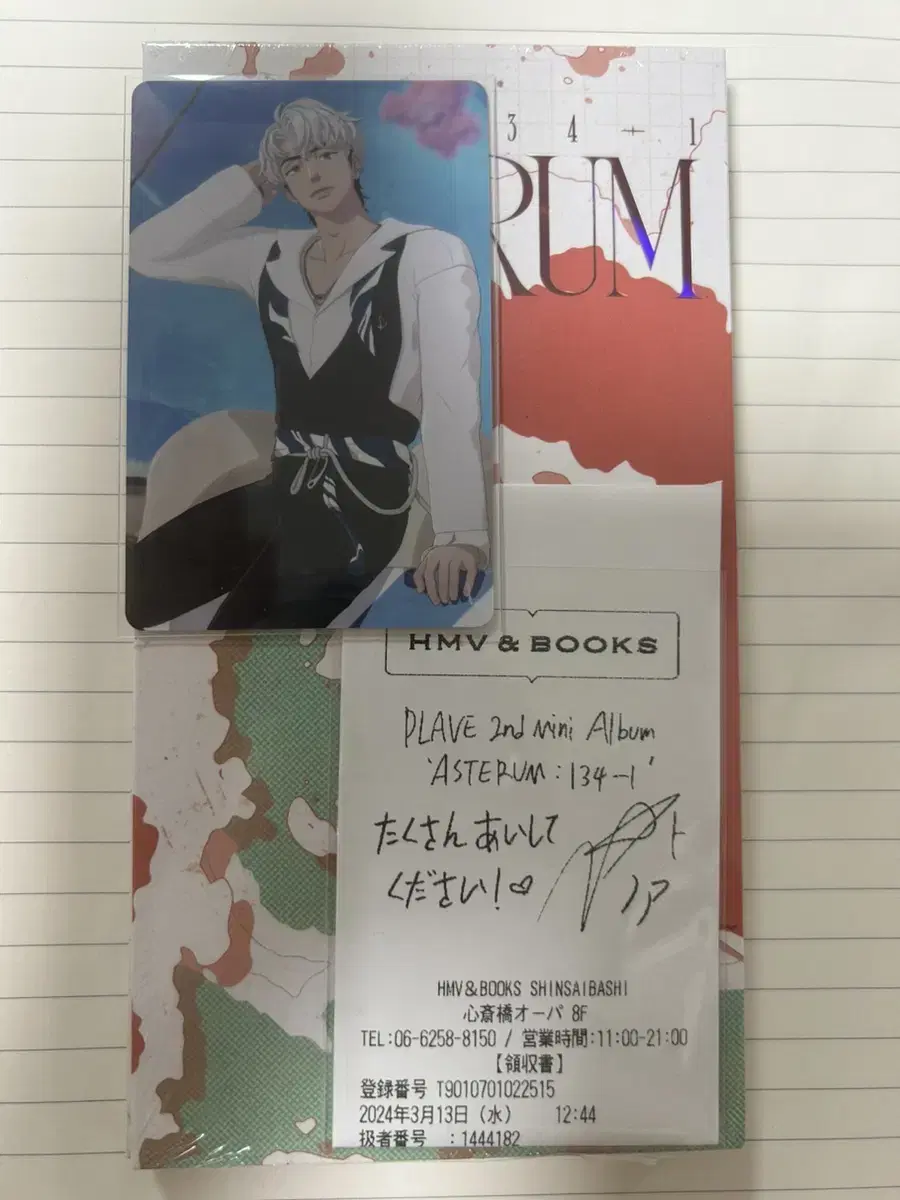 34-1
RUM
HMV & BOOKS
PLAVE 2nd Mini Album
'ASTERUM : 134-1'
たくさん あいして
ください!♡
ノア
HMV&BOOKS SHINSAIBASHI
心斎橋オーパ 8F
TEL:06-6258-8150 / 営業時間:11:00-21:00
【領収書】
登録番号 T9010701022515
2024年3月13日(水) 12:44
扱者番号 :1444182